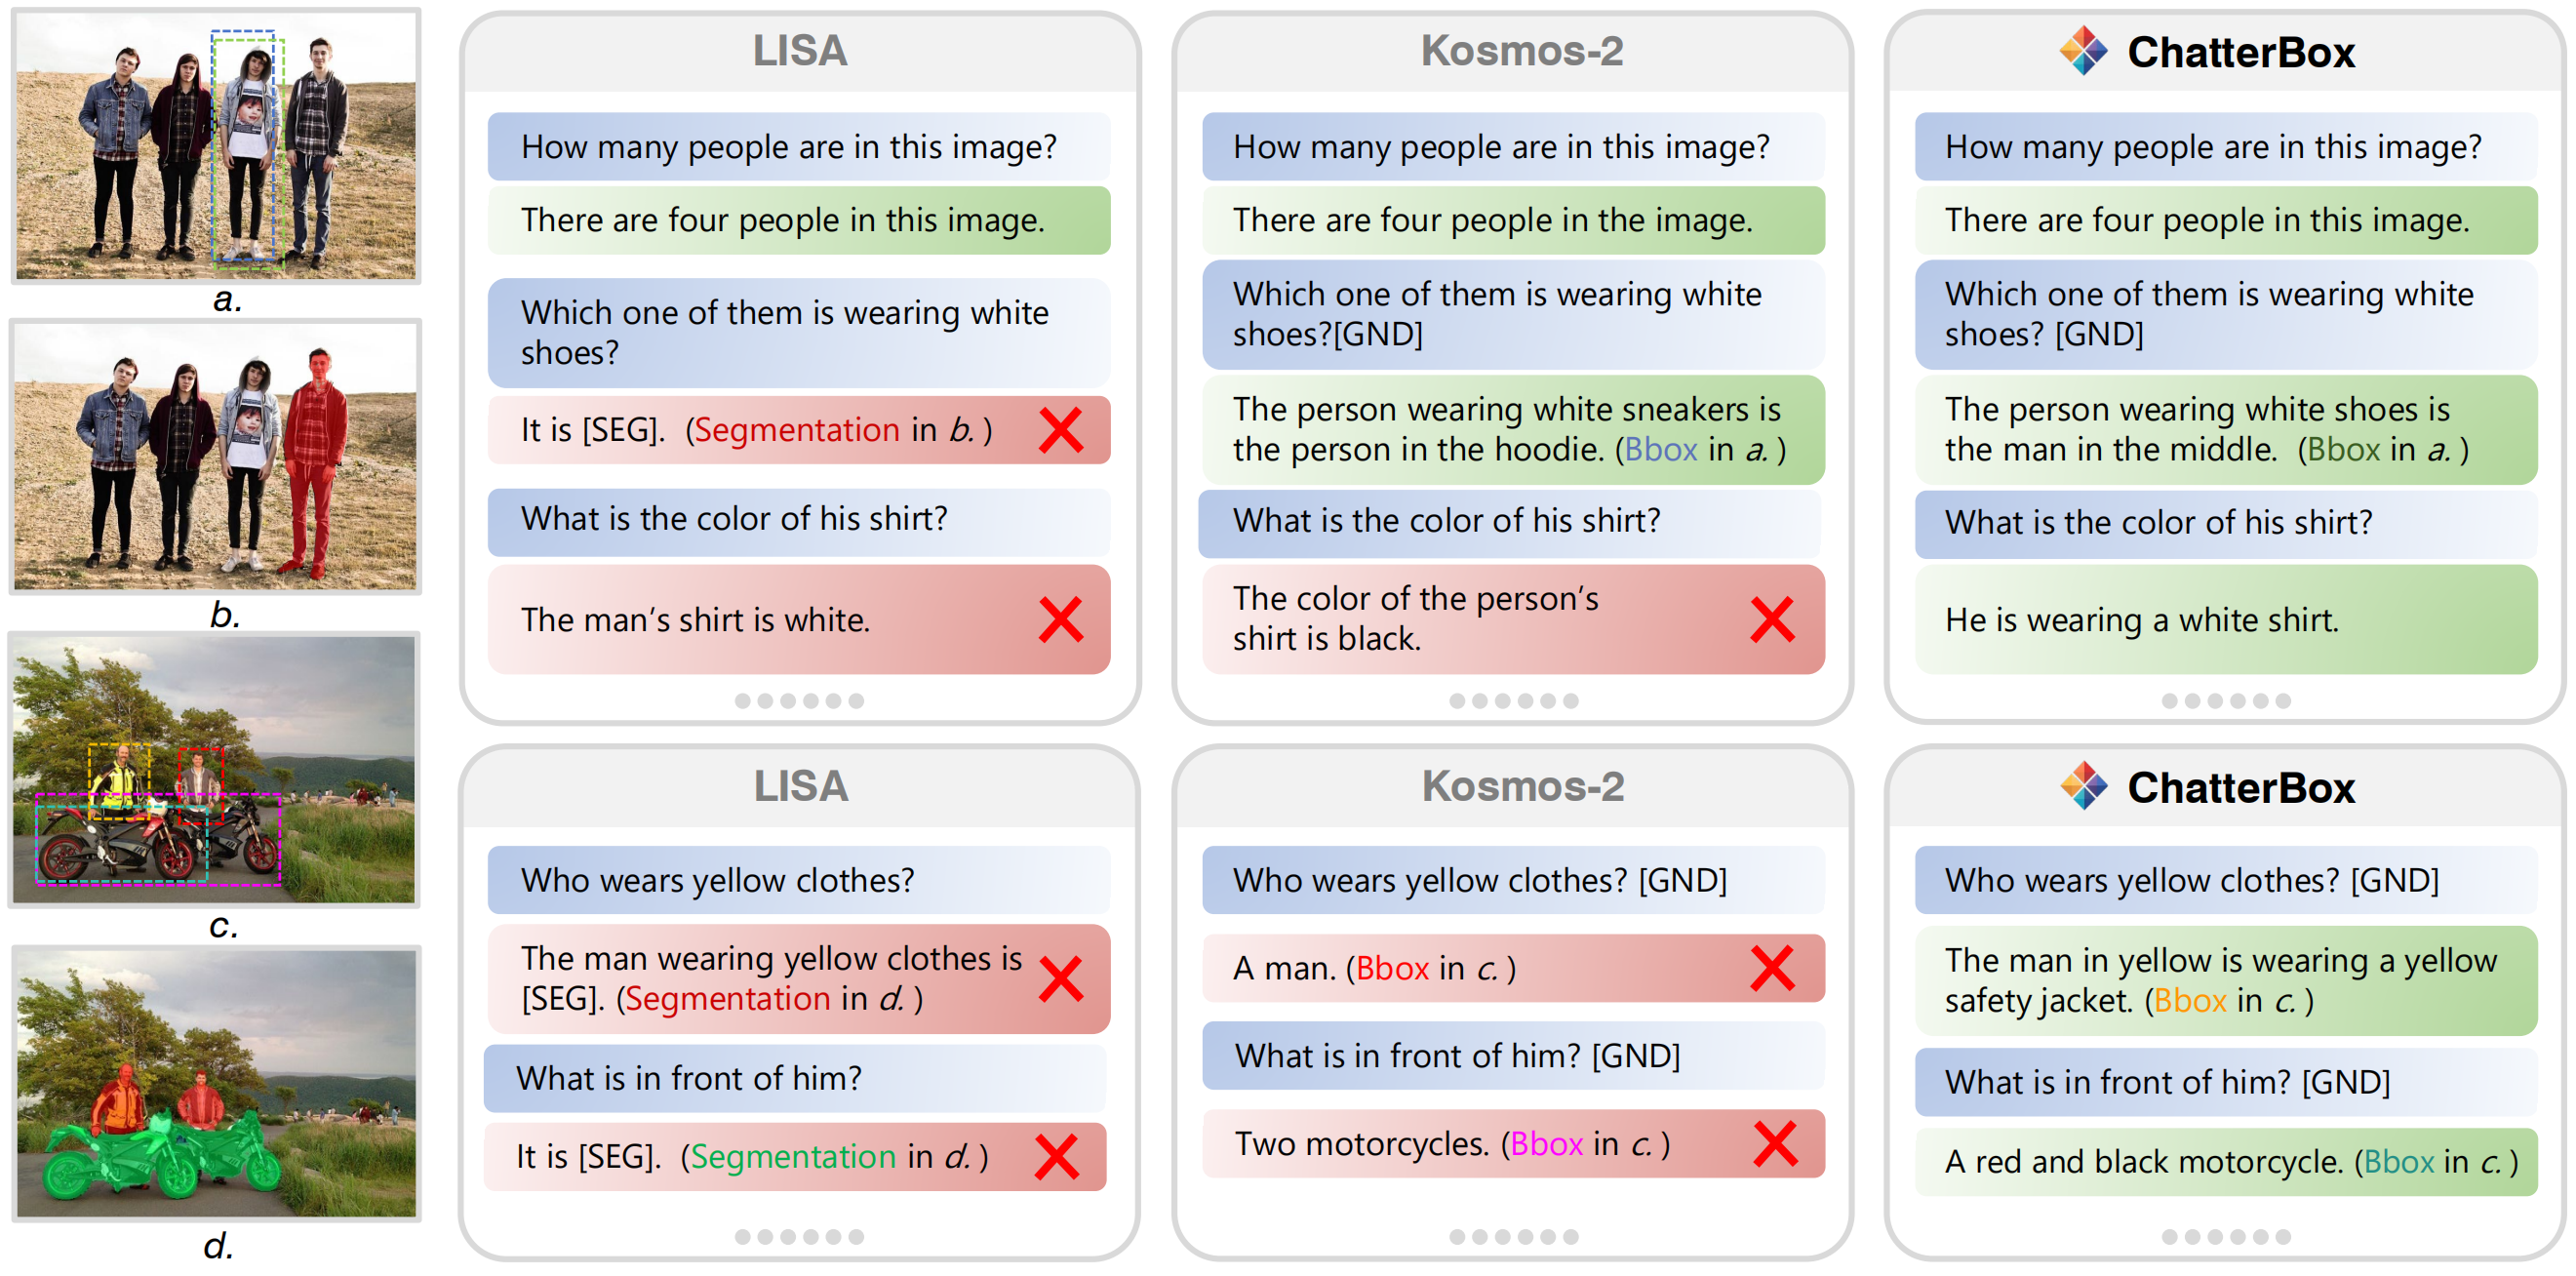 a.
b.
c.
d.
LISA
How many people are in this image?
There are four people in this image.
Which one of them is wearing white
shoes?
It is [SEG]. (Segmentation in b. )
What is the color of his shirt?
The man's shirt is white.
Kosmos-2
How many people are in this image?
There are four people in the image.
Which one of them is wearing white
shoes?[GND]
The person wearing white sneakers is
the person in the hoodie. (Bbox in a. )
What is the color of his shirt?
The color of the person's
shirt is black.
ChatterBox
How many people are in this image?
There are four people in this image.
Which one of them is wearing white
shoes? [GND]
The person wearing white shoes is
the man in the middle. (Bbox in a. )
What is the color of his shirt?
He is wearing a white shirt.
LISA
Who wears yellow clothes?
The man wearing yellow clothes is
[SEG]. (Segmentation in d. )
What is in front of him?
It is [SEG]. (Segmentation in d. )
Kosmos-2
Who wears yellow clothes? [GND]
A man. (Bbox in c. )
What is in front of him? [GND]
Two motorcycles. (Bbox in c. )
ChatterBox
Who wears yellow clothes? [GND]
The man in yellow is wearing a yellow
safety jacket. (Bbox in c. )
What is in front of him? [GND]
A red and black motorcycle. (Bbox in c. )